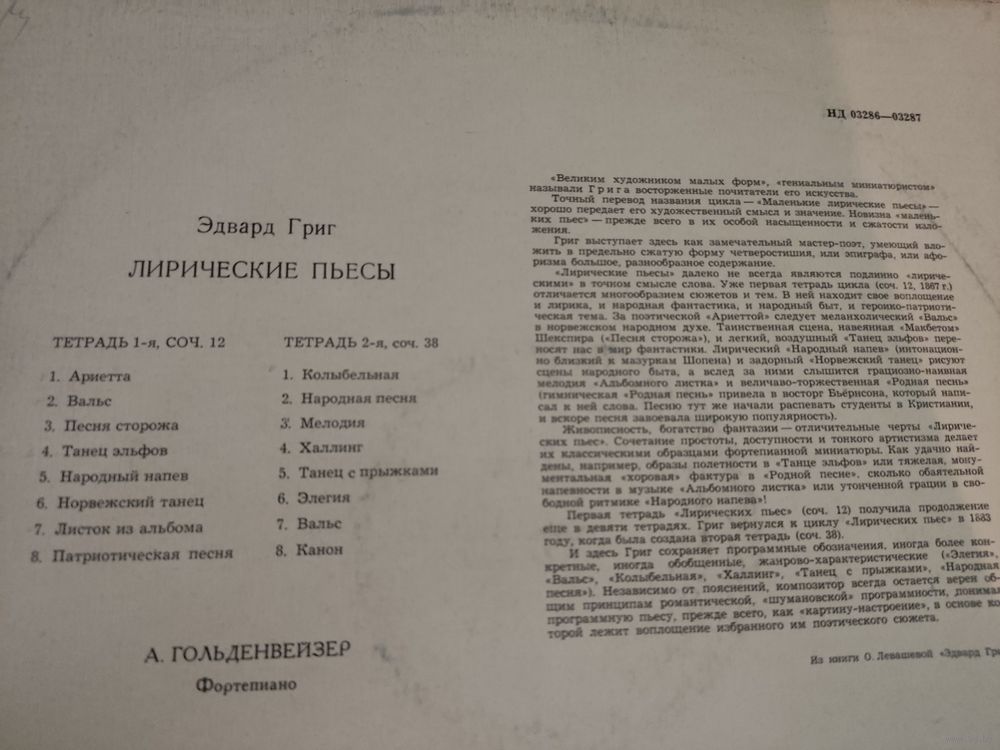 НД 03286—03287
Эдвард Григ
ЛИРИЧЕСКИЕ ПЬЕСЫ
ТЕТРАДЬ 1-я, СОЧ. 12
1. Ариетта
2. Вальс
3. Песня сторожа
4. Танец эльфов
5. Народный напев
6. Норвежский танец
7. Листок из альбома
8. Патриотическая песня
ТЕТРАДЬ 2-я, соч. 38
1. Колыбельная
2. Народная песня
3. Мелодия
4. Халлинг
5. Танец с прыжками
6. Элегия
7. Вальс
8. Канон
А. ГОЛЬДЕНВЕЙЗЕР
Фортепиано
«Великим художником малых форм», «гениальным миниатюристом»
называли Грига восторженные почитатели его искусства.
Точный перевод названия цикла — «Маленькие лирические пьесы» —
хорошо передает его художественный смысл и значение. Новизна «малень-
ких пьес» — прежде всего в их особой насыщенности и сжатости изло-
жения.
Григ выступает здесь как замечательный мастер-поэт, умеющий вло-
жить в предельно сжатую форму четверостишия, или эпиграфа, или афо-
ризма большое, разнообразное содержание.
«Лирические пьесы» далеко не всегда являются подлинно «лириче-
скими» в точном смысле слова. Уже первая тетрадь цикла (соч. 12, 1867 г.)
отличается многообразием сюжетов и тем. В ней находит свое воплощение
и лирика, и народная фантастика, и народный быт, и героико-патриоти-
ческая тема. За поэтической «Ариеттой» следует меланхолический «Вальс»
в норвежском народном духе. Таинственная сцена, навеянная «Макбетом»
Шекспира («Песня сторожа»), и легкий, воздушный «Танец эльфов» пере-
носят нас в мир фантастики. Лирический «Народный напев» (интонацион-
но близкий к мазуркам Шопена) и задорный «Норвежский танец» рисуют
сцены народного быта, а вслед за ними слышится грациозно-наивная
мелодия «Альбомного листка» и величаво-торжественная «Родная песнь»
(гимническая «Родная песнь» привела в восторг Бьёрнсона, который напи-
сал к ней слова. Песню тут же начали распевать студенты в Кристиании,
и вскоре песня завоевала широкую популярность).
Живописность, богатство фантазии — отличительные черты «Лириче-
ских пьес». Сочетание простоты, доступности и тонкого артистизма делает
их классическими образцами фортепианной миниатюры. Как удачно най-
дены, например, образы полетности в «Танце эльфов» или тяжелая, мону-
ментальная «хоровая» фактура в «Родной песне», сколько обаятельной
напевности в музыке «Альбомного листка» или утонченной грации в сво-
бодной ритмике «Народного напева»!
Первая тетрадь «Лирических пьес» (соч. 12) получила продолжение
еще в девяти тетрадях. Григ вернулся к циклу «Лирических пьес» в 1883
году, когда была создана вторая тетрадь (соч. 38).
И здесь Григ сохраняет программные обозначения, иногда более кон-
кретные, иногда обобщенные, жанрово-характеристические («Элегия»,
«Вальс», «Колыбельная», «Халлинг», «Танец с прыжками», «Народная
песня»). Независимо от пояснений, композитор всегда остается верен об-
щим принципам романтической, «шумановской» программности, понимая
программную пьесу, прежде всего, как «картину-настроение», в основе ко-
торой лежит воплощение избранного им поэтического сюжета.
Из книги О. Левашевой «Эдвард Гри